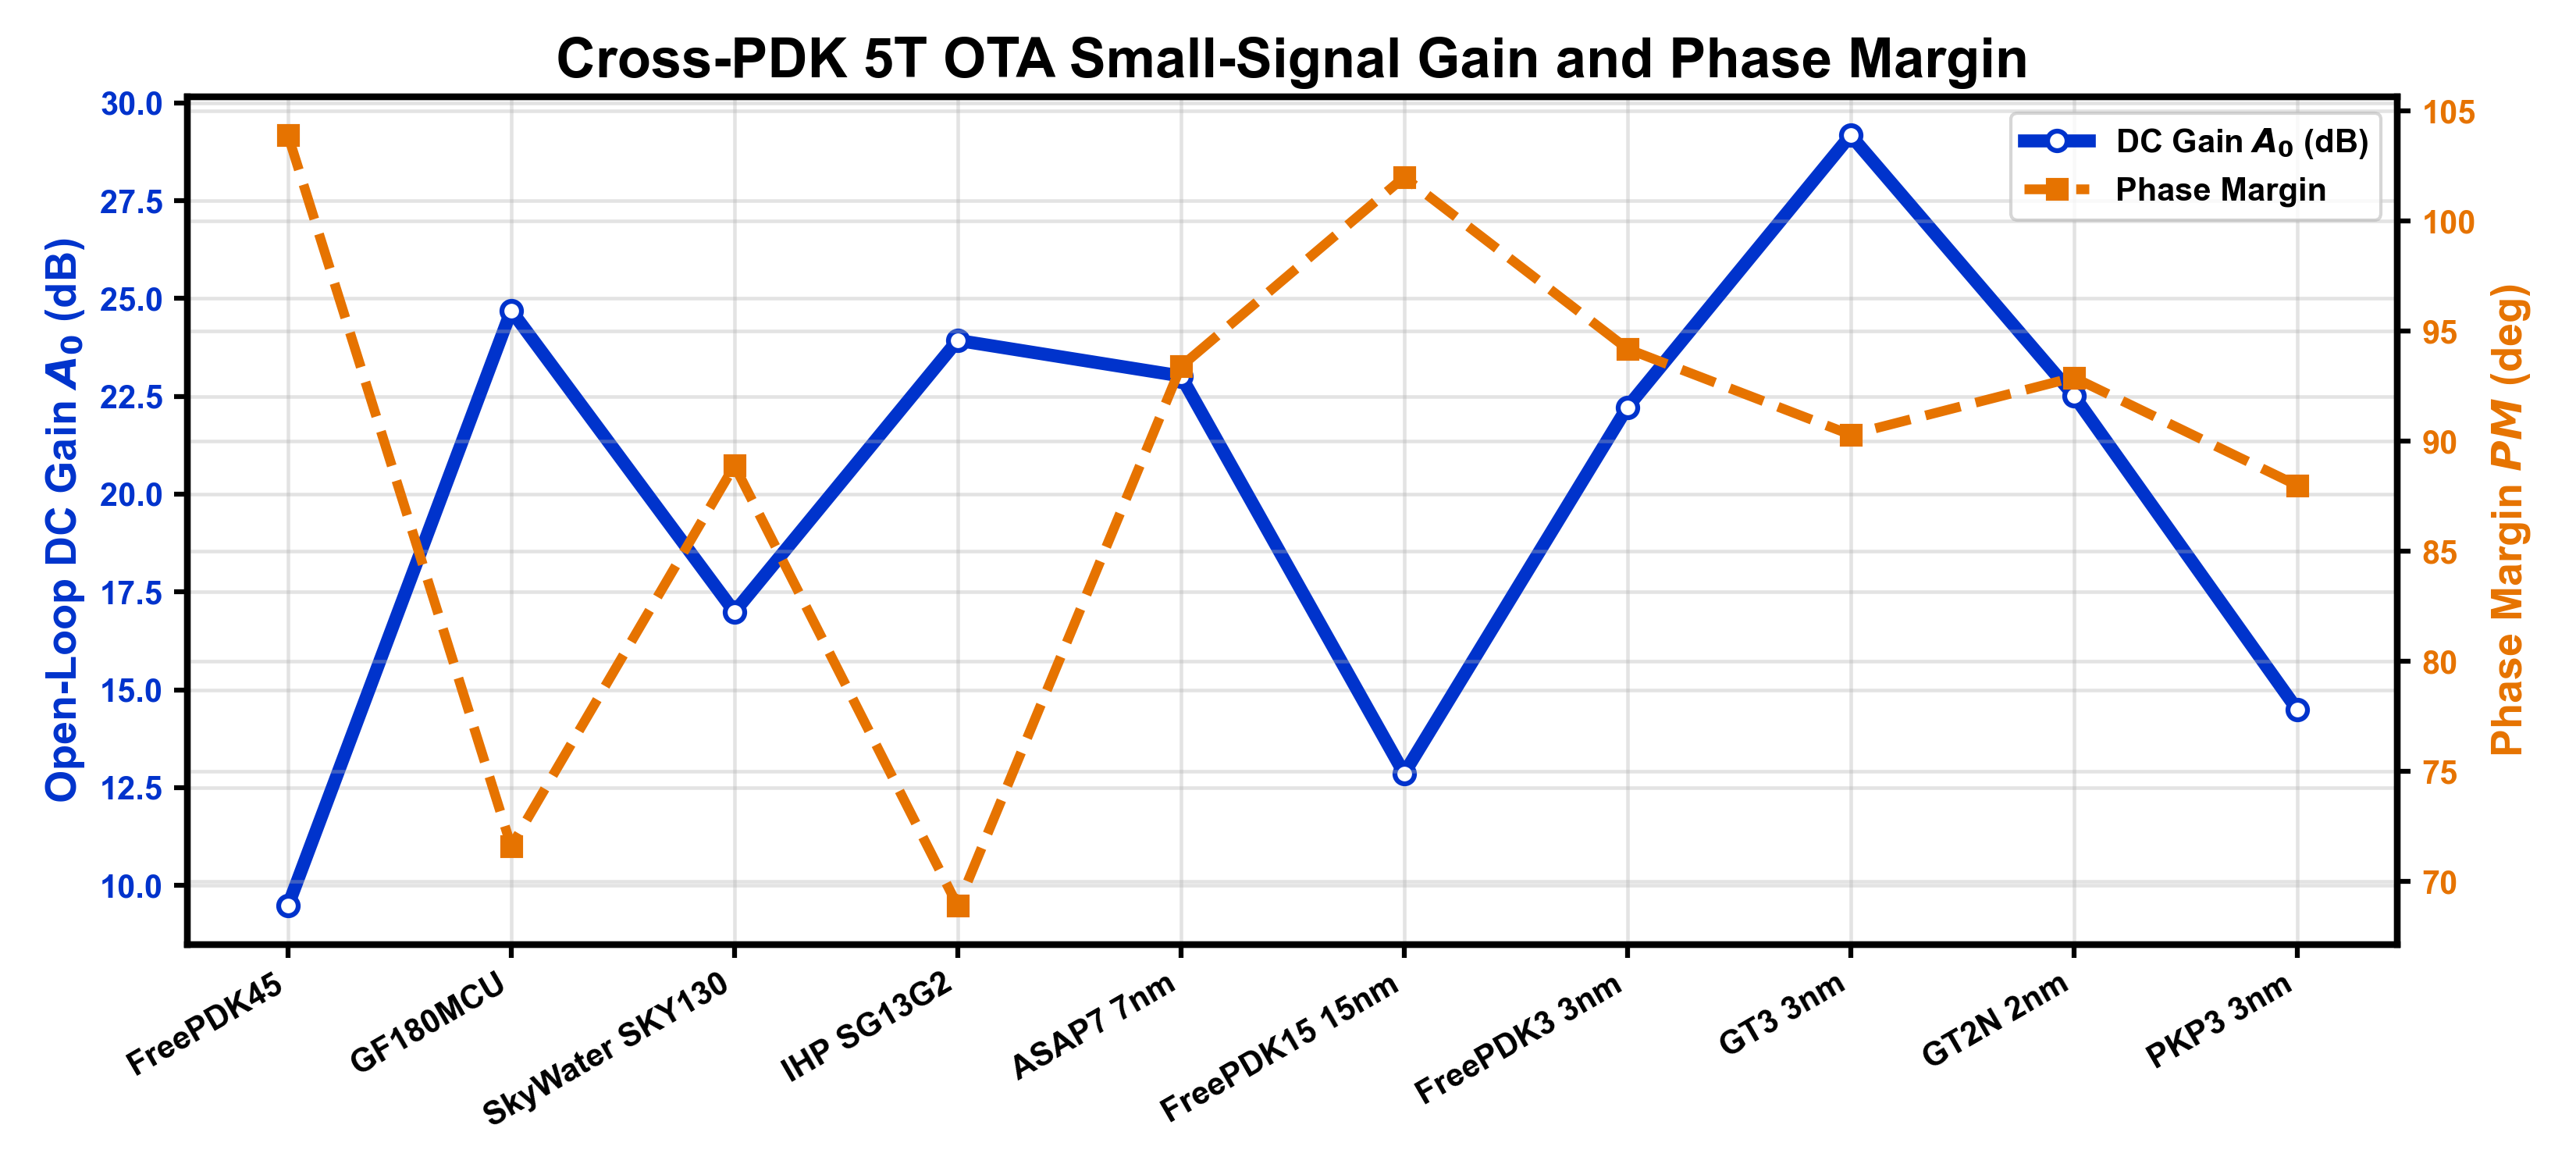 Cross-PDK 5T OTA Small-Signal Gain and Phase Margin
Open-Loop DC Gain A₀ (dB)
30.0
27.5
25.0
22.5
20.0
17.5
15.0
12.5
10.0
DC Gain A₀ (dB)
Phase Margin
105
100
95
90
85
80
75
70
Phase Margin PM (deg)
FreePDK45
GF180MCU
SkyWater SKY130
IHP SG13G2
ASAP7 7nm
FreePDK15 15nm
FreePDK3 3nm
GT3 3nm
GT2N 2nm
PKP3 3nm